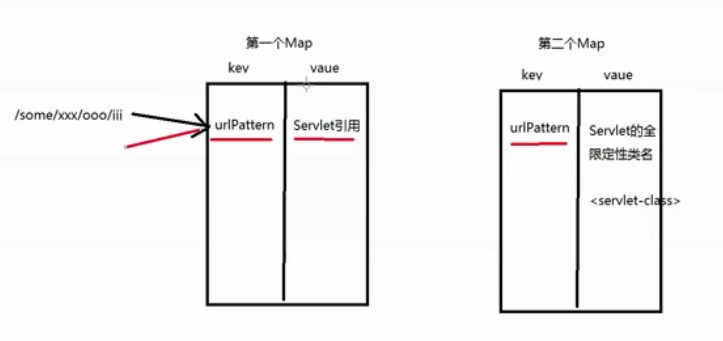 第一个Map
kev
vaue
/some/xxx/ooo/iii
urlPattern
Servlet引用
第二个Map
kev
vaue
urlPattern
Servlet的全
限定性类名
<servlet-class>